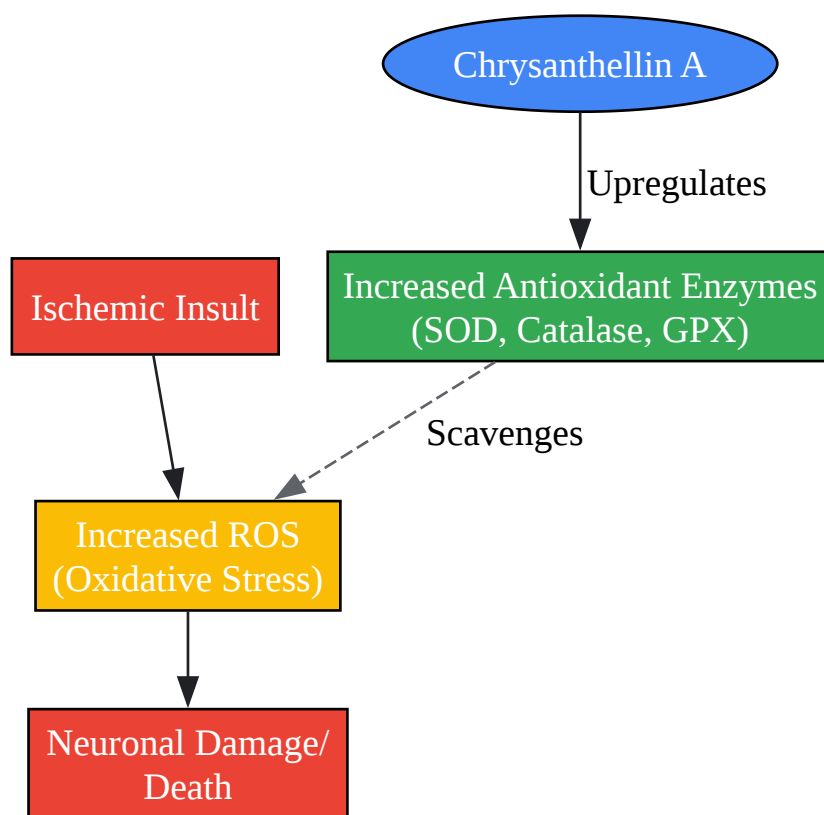 Chrysanthellin A
Upregulates
Ischemic Insult
Increased Antioxidant Enzymes
(SOD, Catalase, GPX)
Scavenges
Increased ROS
(Oxidative Stress)
Neuronal Damage/
Death